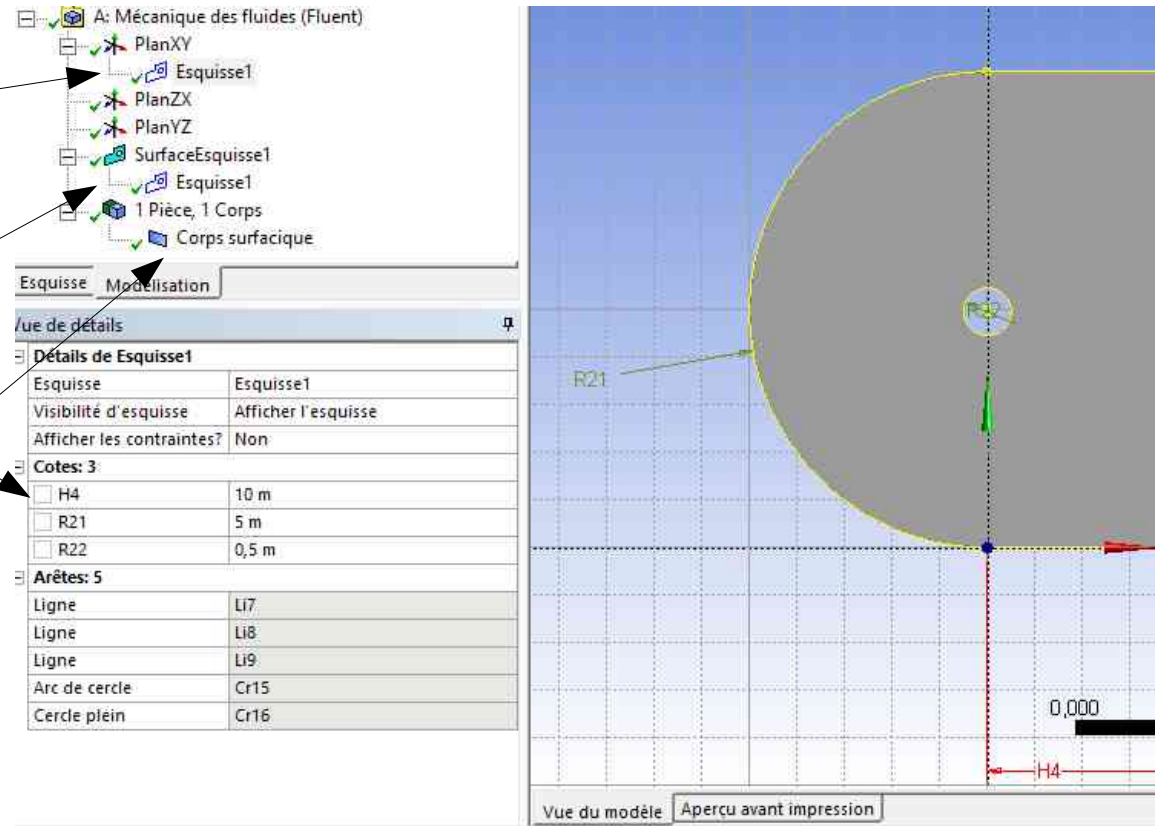 A: Mécanique des fluides (Fluent)
PlanXY
Esquisse1
PlanZX
PlanYZ
SurfaceEsquisse1
Esquisse1
1 Pièce, 1 Corps
Corps surfacique
Esquisse Modélisation
Vue de détails
Détails de Esquisse1
Esquisse Esquisse1
Visibilité d'esquisse Afficher l'esquisse
Afficher les contraintes? Non
Cotes: 3
H4 10 m
R21 5 m
R22 0,5 m
Arêtes: 5
Ligne Li7
Ligne Li8
Ligne Li9
Arc de cercle Cr15
Cercle plein Cr16
R21
R22
0,000
H4
Vue du modèle Aperçu avant impression